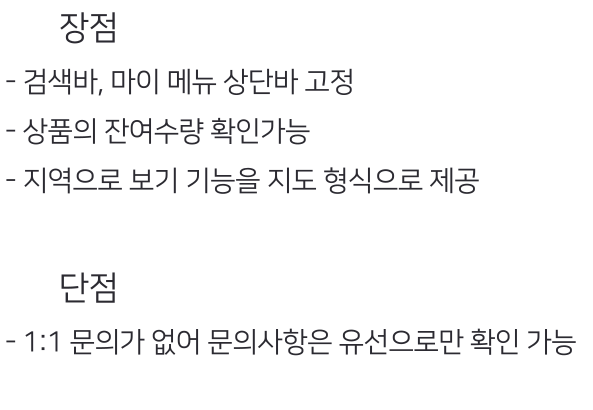 장점
- 검색바, 마이 메뉴 상단바 고정
- 상품의 잔여수량 확인가능
- 지역으로 보기 기능을 지도 형식으로 제공
단점
- 1:1 문의가 없어 문의사항은 유선으로만 확인 가능